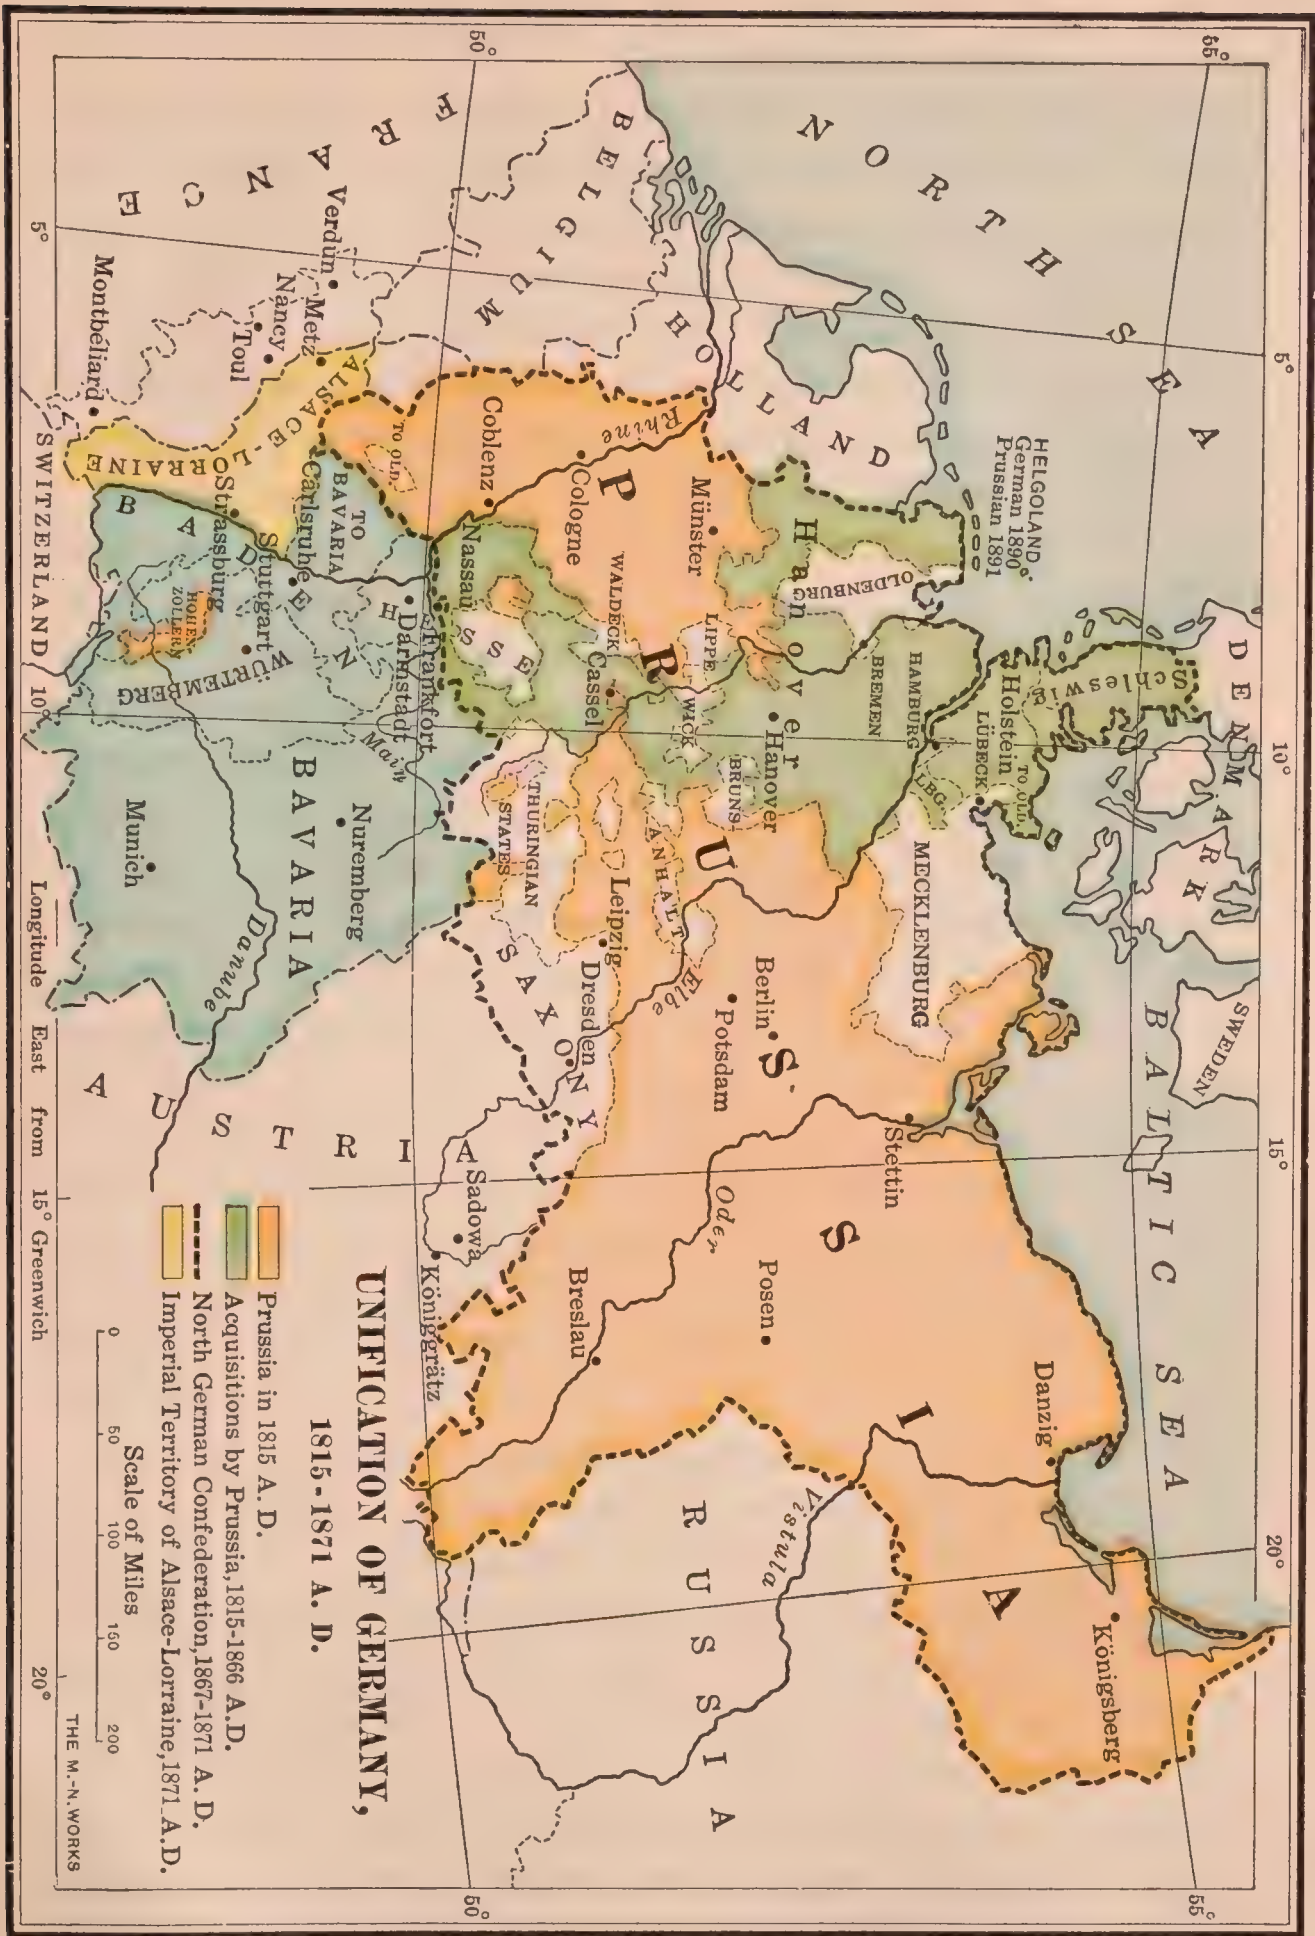 UNIFICATION OF GERMANY,
1815-1871 A. D.
Prussia in 1815 A. D.
Acquisitions by Prussia, 1815-1866 A.D.
North German Confederation, 1867-1871 A. D.
Imperial Territory of Alsace-Lorraine, 1871 A.D.
0 50 100 150 200
Scale of Miles
THE M.-N. WORKS
55°
5°
10°
15°
20°
55°
50°
50°
5°
10°
Longitude East from 15° Greenwich
20°
NORTH SEA
BALTIC SEA
DENMARK
SWEDEN
HELGOLAND
German 1890
Prussian 1891
Schleswig
Holstein
TO OLD.
LÜBECK
HAMBURG
LBG.
BREMEN
OLDENBURG
MECKLENBURG
Hanover
Hanover
HOLLAND
BELGIUM
FRANCE
SWITZERLAND
AUSTRIA
RUSSIA
PRUSSIA
Danzig
Königsberg
Stettin
Posen
Berlin
Potsdam
Breslau
Oder
Vistula
Elbe
Münster
LIPPE
BRUNS
WICK
ANHALT
WALDECK
Cassel
Leipzig
Dresden
SAXONY
THURINGIAN
STATES
Rhine
Cologne
Coblenz
Nassau
HESSE
Frankfort
Darmstadt
Main
Sadowa
Königgrätz
TO OLD.
TO
BAVARIA
BAVARIA
Nuremberg
Munich
Danube
WÜRTEMBERG
Stuttgart
HOHEN
ZOLLERN
BADEN
Carlsruhe
Strassburg
ALSACE-LORRAINE
Metz
Verdun
Nancy
Toul
Montbéliard